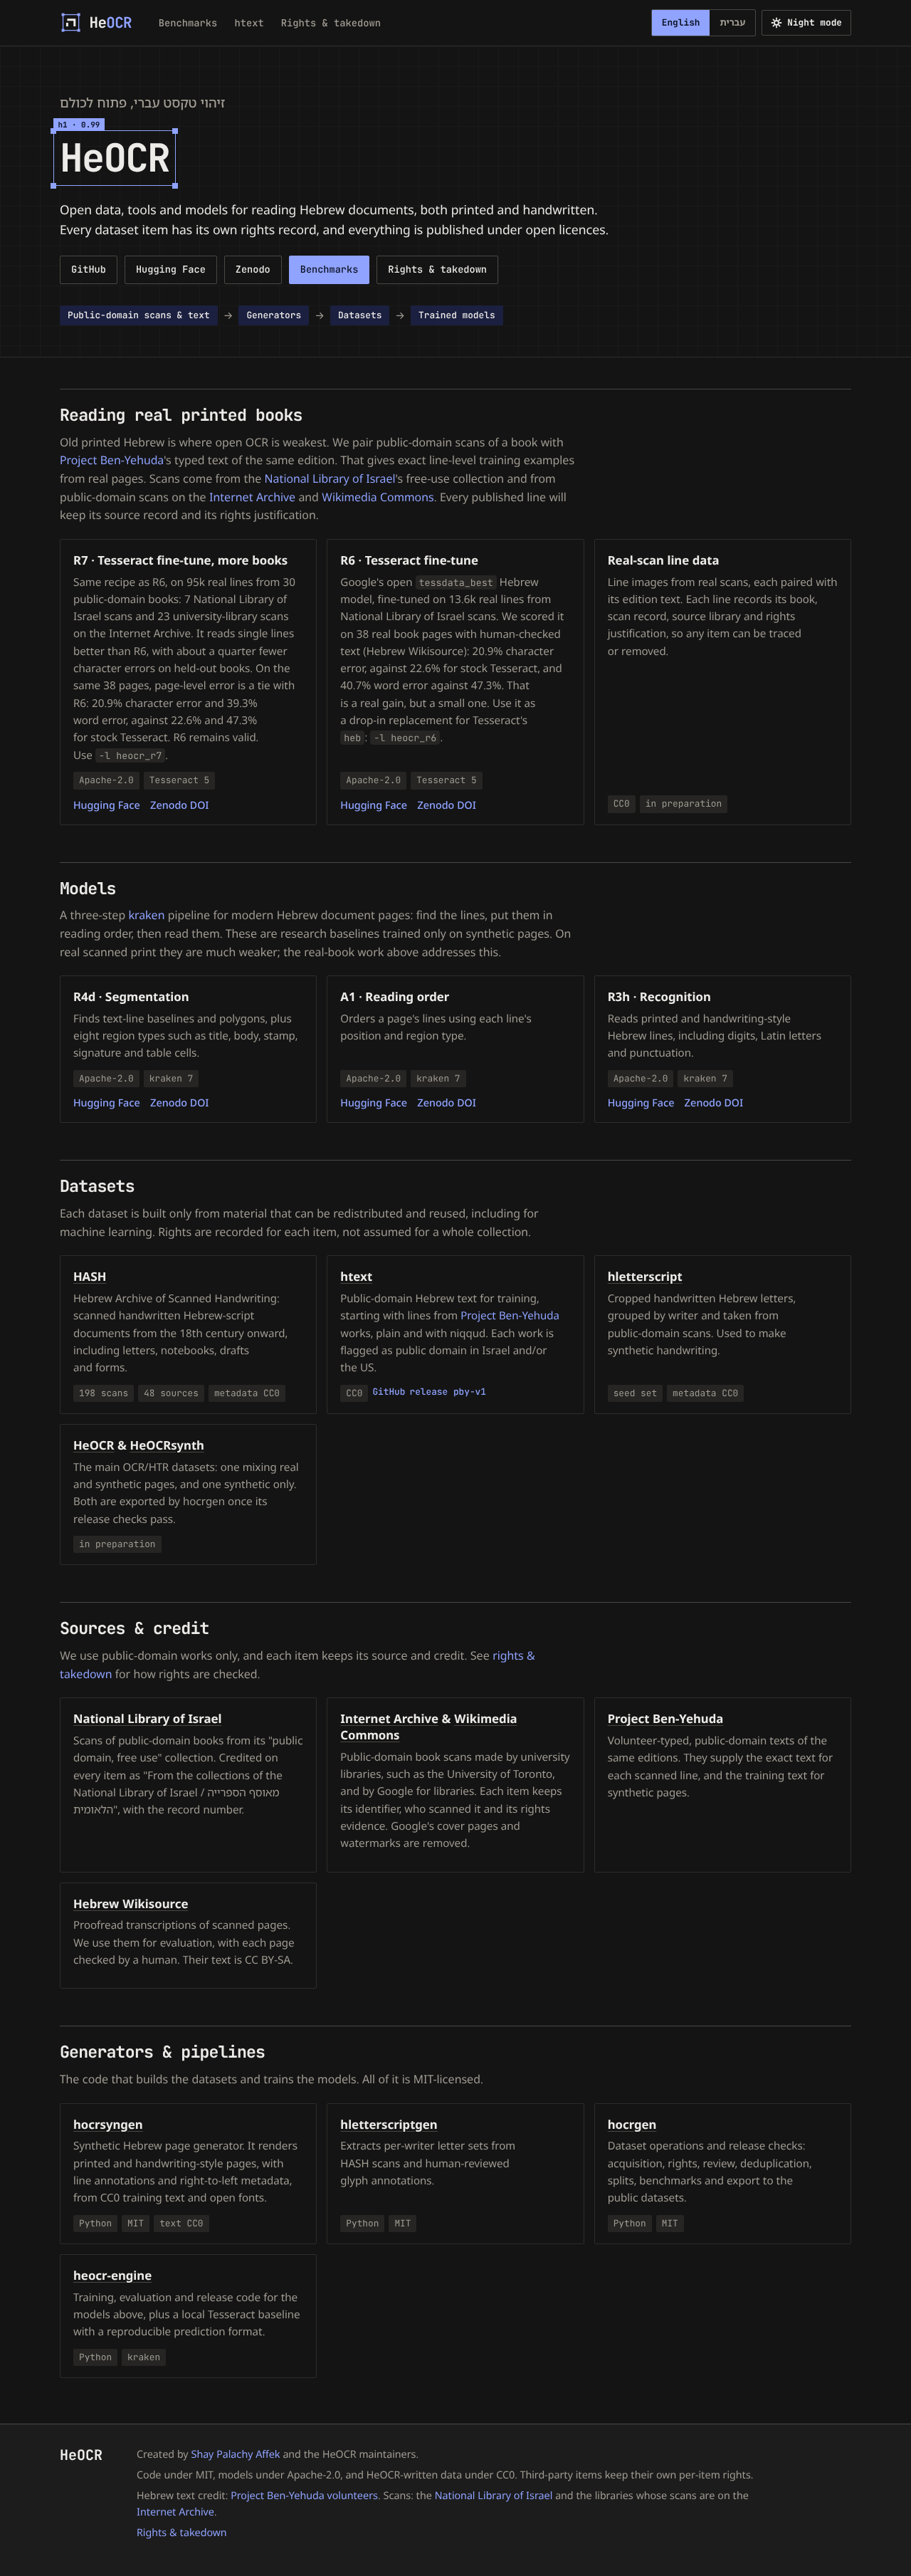 HeOCR Benchmarks htext Rights & takedown English עברית Night mode
זיהוי טקסט עברי, פתוח לכולם
h1 · 0.99
HeOCR
Open data, tools and models for reading Hebrew documents, both printed and handwritten.
Every dataset item has its own rights record, and everything is published under open licences.
GitHub Hugging Face Zenodo Benchmarks Rights & takedown
Public-domain scans & text → Generators → Datasets → Trained models
Reading real printed books
Old printed Hebrew is where open OCR is weakest. We pair public-domain scans of a book with
Project Ben-Yehuda's typed text of the same edition. That gives exact line-level training examples
from real pages. Scans come from the National Library of Israel's free-use collection and from
public-domain scans on the Internet Archive and Wikimedia Commons. Every published line will
keep its source record and its rights justification.
R7 · Tesseract fine-tune, more books
Same recipe as R6, on 95k real lines from 30
public-domain books: 7 National Library of
Israel scans and 23 university-library scans
on the Internet Archive. It reads single lines
better than R6, with about a quarter fewer
character errors on held-out books. On the
same 38 pages, page-level error is a tie with
R6: 20.9% character error and 39.3%
word error, against 22.6% and 47.3%
for stock Tesseract. R6 remains valid.
Use -l heocr_r7.
Apache-2.0 Tesseract 5
Hugging Face Zenodo DOI
R6 · Tesseract fine-tune
Google's open tessdata_best Hebrew
model, fine-tuned on 13.6k real lines from
National Library of Israel scans. We scored it
on 38 real book pages with human-checked
text (Hebrew Wikisource): 20.9% character
error, against 22.6% for stock Tesseract, and
40.7% word error against 47.3%. That
is a real gain, but a small one. Use it as
a drop-in replacement for Tesseract's
heb: -l heocr_r6.
Apache-2.0 Tesseract 5
Hugging Face Zenodo DOI
Real-scan line data
Line images from real scans, each paired with
its edition text. Each line records its book,
scan record, source library and rights
justification, so any item can be traced
or removed.
CC0 in preparation
Models
A three-step kraken pipeline for modern Hebrew document pages: find the lines, put them in
reading order, then read them. These are research baselines trained only on synthetic pages. On
real scanned print they are much weaker; the real-book work above addresses this.
R4d · Segmentation
Finds text-line baselines and polygons, plus
eight region types such as title, body, stamp,
signature and table cells.
Apache-2.0 kraken 7
Hugging Face Zenodo DOI
A1 · Reading order
Orders a page's lines using each line's
position and region type.
Apache-2.0 kraken 7
Hugging Face Zenodo DOI
R3h · Recognition
Reads printed and handwriting-style
Hebrew lines, including digits, Latin letters
and punctuation.
Apache-2.0 kraken 7
Hugging Face Zenodo DOI
Datasets
Each dataset is built only from material that can be redistributed and reused, including for
machine learning. Rights are recorded for each item, not assumed for a whole collection.
HASH
Hebrew Archive of Scanned Handwriting:
scanned handwritten Hebrew-script
documents from the 18th century onward,
including letters, notebooks, drafts
and forms.
198 scans 48 sources metadata CC0
htext
Public-domain Hebrew text for training,
starting with lines from Project Ben-Yehuda
works, plain and with niqqud. Each work is
flagged as public domain in Israel and/or
the US.
CC0 GitHub release pby-v1
hletterscript
Cropped handwritten Hebrew letters,
grouped by writer and taken from
public-domain scans. Used to make
synthetic handwriting.
seed set metadata CC0
HeOCR & HeOCRsynth
The main OCR/HTR datasets: one mixing real
and synthetic pages, and one synthetic only.
Both are exported by hocrgen once its
release checks pass.
in preparation
Sources & credit
We use public-domain works only, and each item keeps its source and credit. See rights &
takedown for how rights are checked.
National Library of Israel
Scans of public-domain books from its "public
domain, free use" collection. Credited on
every item as "From the collections of the
National Library of Israel / מאוסף הספרייה
הלאומית", with the record number.
Internet Archive & Wikimedia
Commons
Public-domain book scans made by university
libraries, such as the University of Toronto,
and by Google for libraries. Each item keeps
its identifier, who scanned it and its rights
evidence. Google's cover pages and
watermarks are removed.
Project Ben-Yehuda
Volunteer-typed, public-domain texts of the
same editions. They supply the exact text for
each scanned line, and the training text for
synthetic pages.
Hebrew Wikisource
Proofread transcriptions of scanned pages.
We use them for evaluation, with each page
checked by a human. Their text is CC BY-SA.
Generators & pipelines
The code that builds the datasets and trains the models. All of it is MIT-licensed.
hocrsyngen
Synthetic Hebrew page generator. It renders
printed and handwriting-style pages, with
line annotations and right-to-left metadata,
from CC0 training text and open fonts.
Python MIT text CC0
hletterscriptgen
Extracts per-writer letter sets from
HASH scans and human-reviewed
glyph annotations.
Python MIT
hocrgen
Dataset operations and release checks:
acquisition, rights, review, deduplication,
splits, benchmarks and export to the
public datasets.
Python MIT
heocr-engine
Training, evaluation and release code for the
models above, plus a local Tesseract baseline
with a reproducible prediction format.
Python kraken
HeOCR
Created by Shay Palachy Affek and the HeOCR maintainers.
Code under MIT, models under Apache-2.0, and HeOCR-written data under CC0. Third-party items keep their own per-item rights.
Hebrew text credit: Project Ben-Yehuda volunteers. Scans: the National Library of Israel and the libraries whose scans are on the
Internet Archive.
Rights & takedown